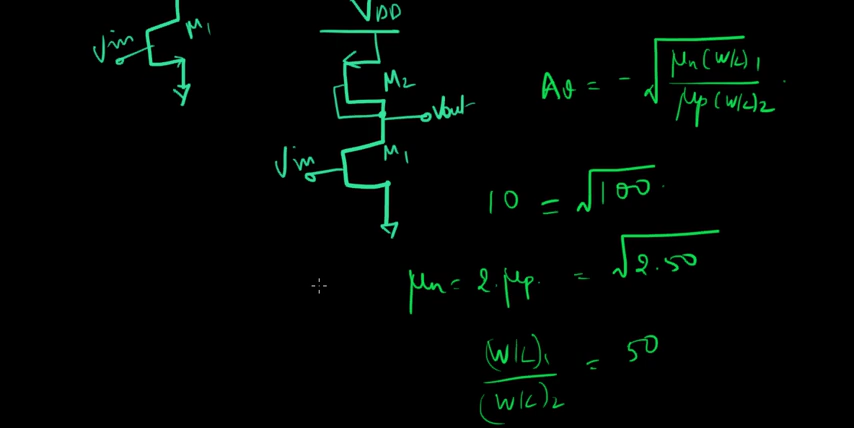 M1
Vin
VDD
M2
Vout
Vin
M1
Aϑ = - √(μn (W/L)1 / μp (W/L)2) .
10 = √100 .
μn = 2. μp. = √2.50
(W/L)1 / (W/L)2 = 50